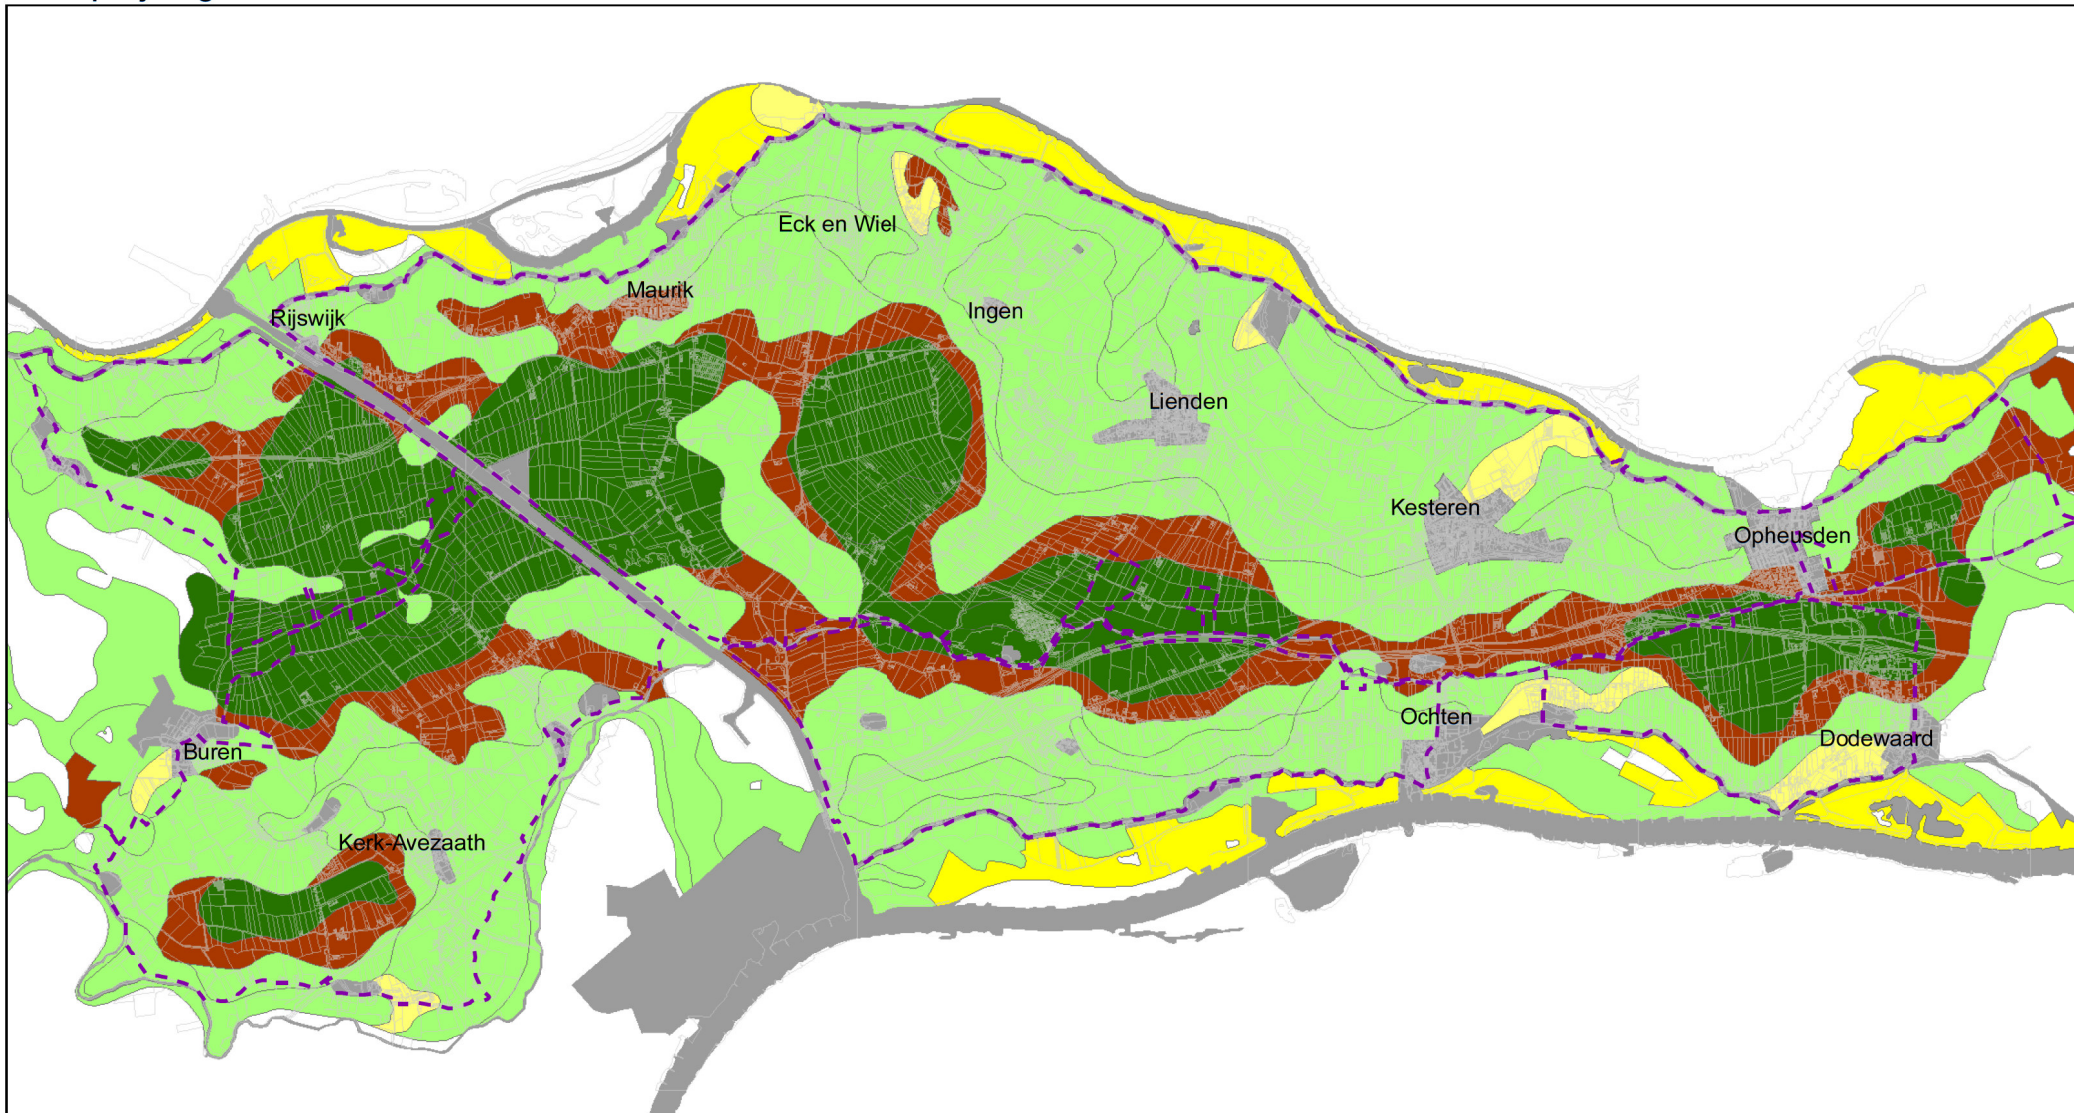 Eck en Wiel
Maurik
Rijswijk
Ingen
Lienden
Kesteren
Opheusden
Ochten
Dodewaard
Buren
Kerk-Avezaath